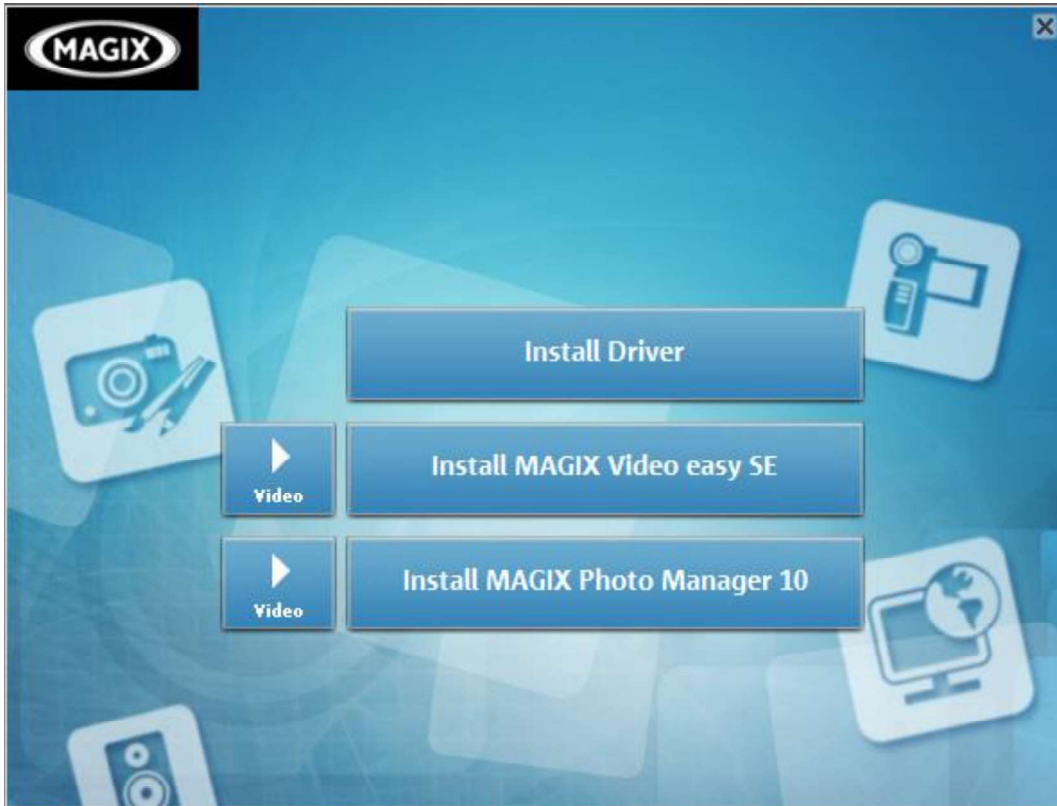 MAGIX
Install Driver
Video
Install MAGIX Video easy SE
Video
Install MAGIX Photo Manager 10